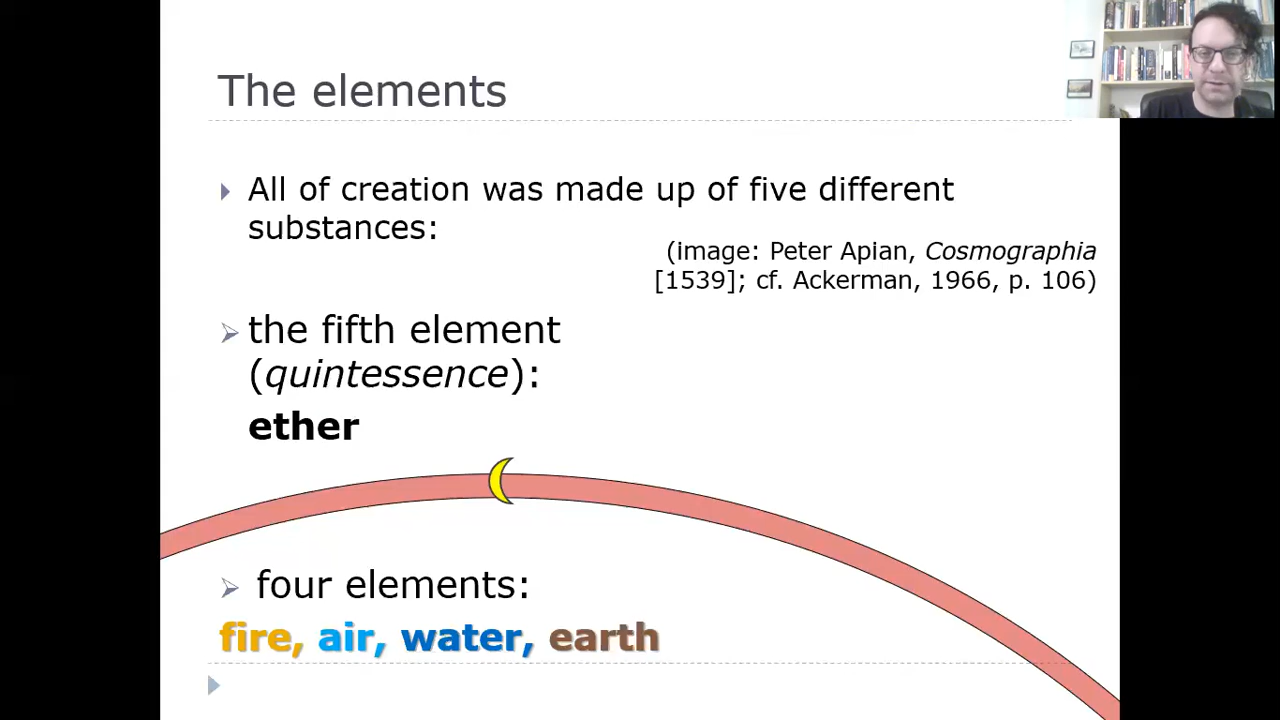 The elements
All of creation was made up of five different
substances:
(image: Peter Apian, Cosmographia
[1539]; cf. Ackerman, 1966, p. 106)
the fifth element
(quintessence):
ether
four elements:
fire, air, water, earth